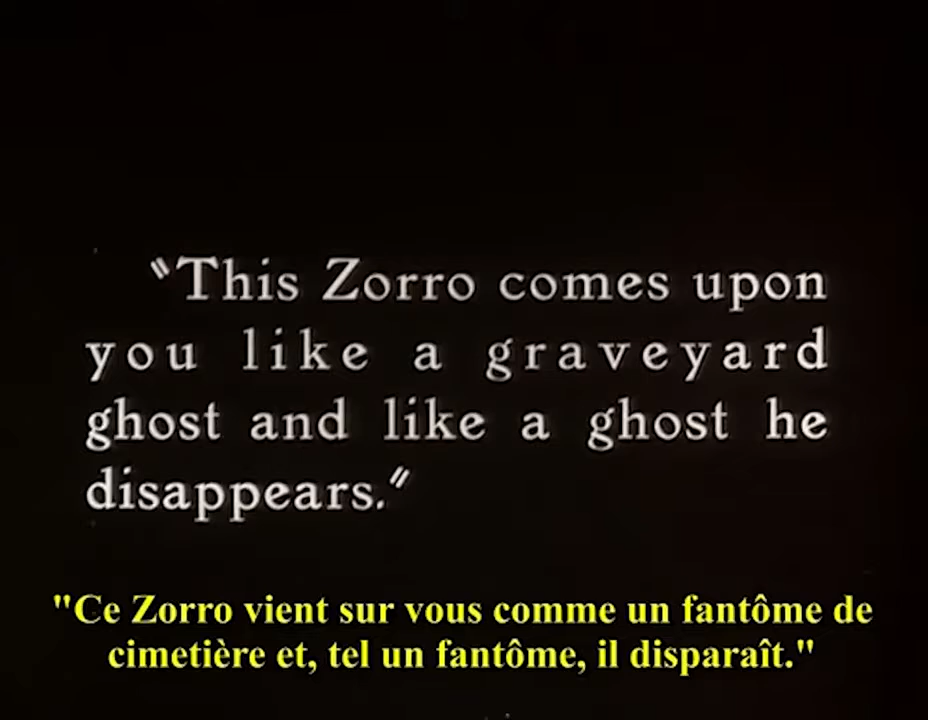 "This Zorro comes upon
you like a graveyard
ghost and like a ghost he
disappears."
"Ce Zorro vient sur vous comme un fantôme de
cimetière et, tel un fantôme, il disparaît."